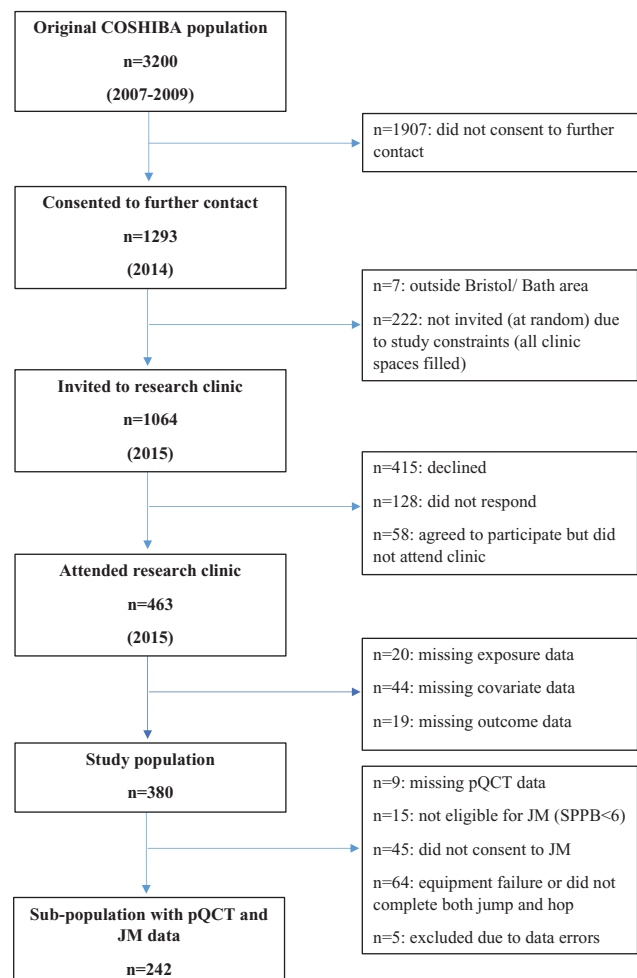 Original COSHIBA population
n=3200
(2007-2009)
n=1907: did not consent to further
contact
Consented to further contact
n=1293
(2014)
n=7: outside Bristol/ Bath area
n=222: not invited (at random) due
to study constraints (all clinic
spaces filled)
Invited to research clinic
n=1064
(2015)
n=415: declined
n=128: did not respond
n=58: agreed to participate but did
not attend clinic
Attended research clinic
n=463
(2015)
n=20: missing exposure data
n=44: missing covariate data
n=19: missing outcome data
Study population
n=380
n=9: missing pQCT data
n=15: not eligible for JM (SPPB<6)
n=45: did not consent to JM
n=64: equipment failure or did not
complete both jump and hop
n=5: excluded due to data errors
Sub-population with pQCT and
JM data
n=242